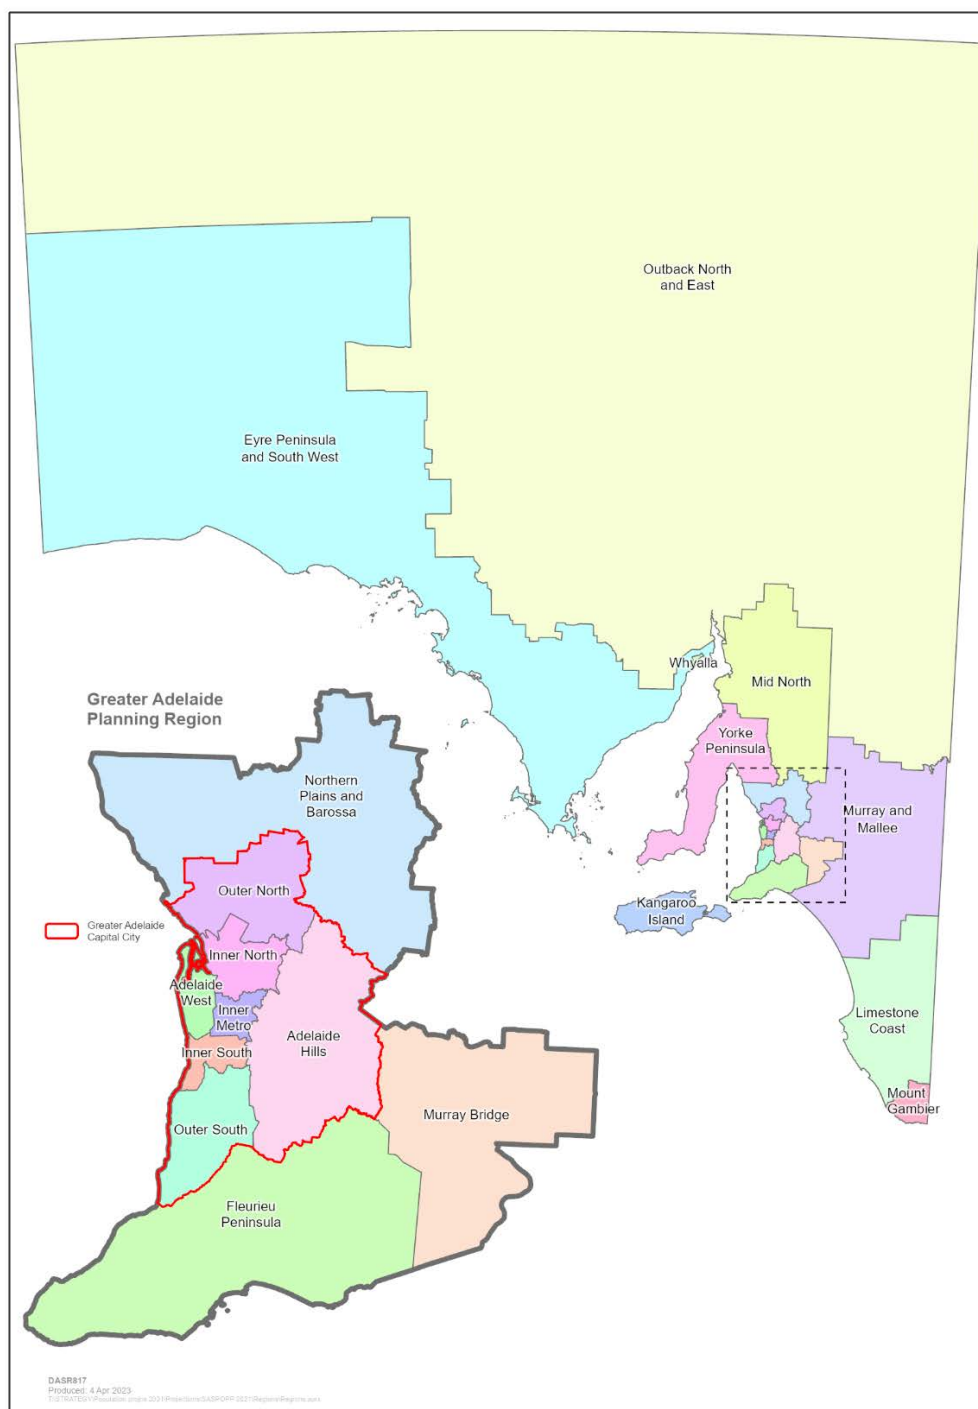 Outback North
and East
Eyre Peninsula
and South West
Whyalla
Mid North
Yorke
Peninsula
Murray and
Mallee
Kangaroo
Island
Limestone
Coast
Mount
Gambier
Greater Adelaide
Planning Region
Northern
Plains and
Barossa
Outer North
Greater Adelaide
Capital City
Inner North
Adelaide
West
Inner
Metro
Adelaide
Hills
Inner South
Murray Bridge
Outer South
Fleurieu
Peninsula
DASR817
Produced: 4 Apr 2023